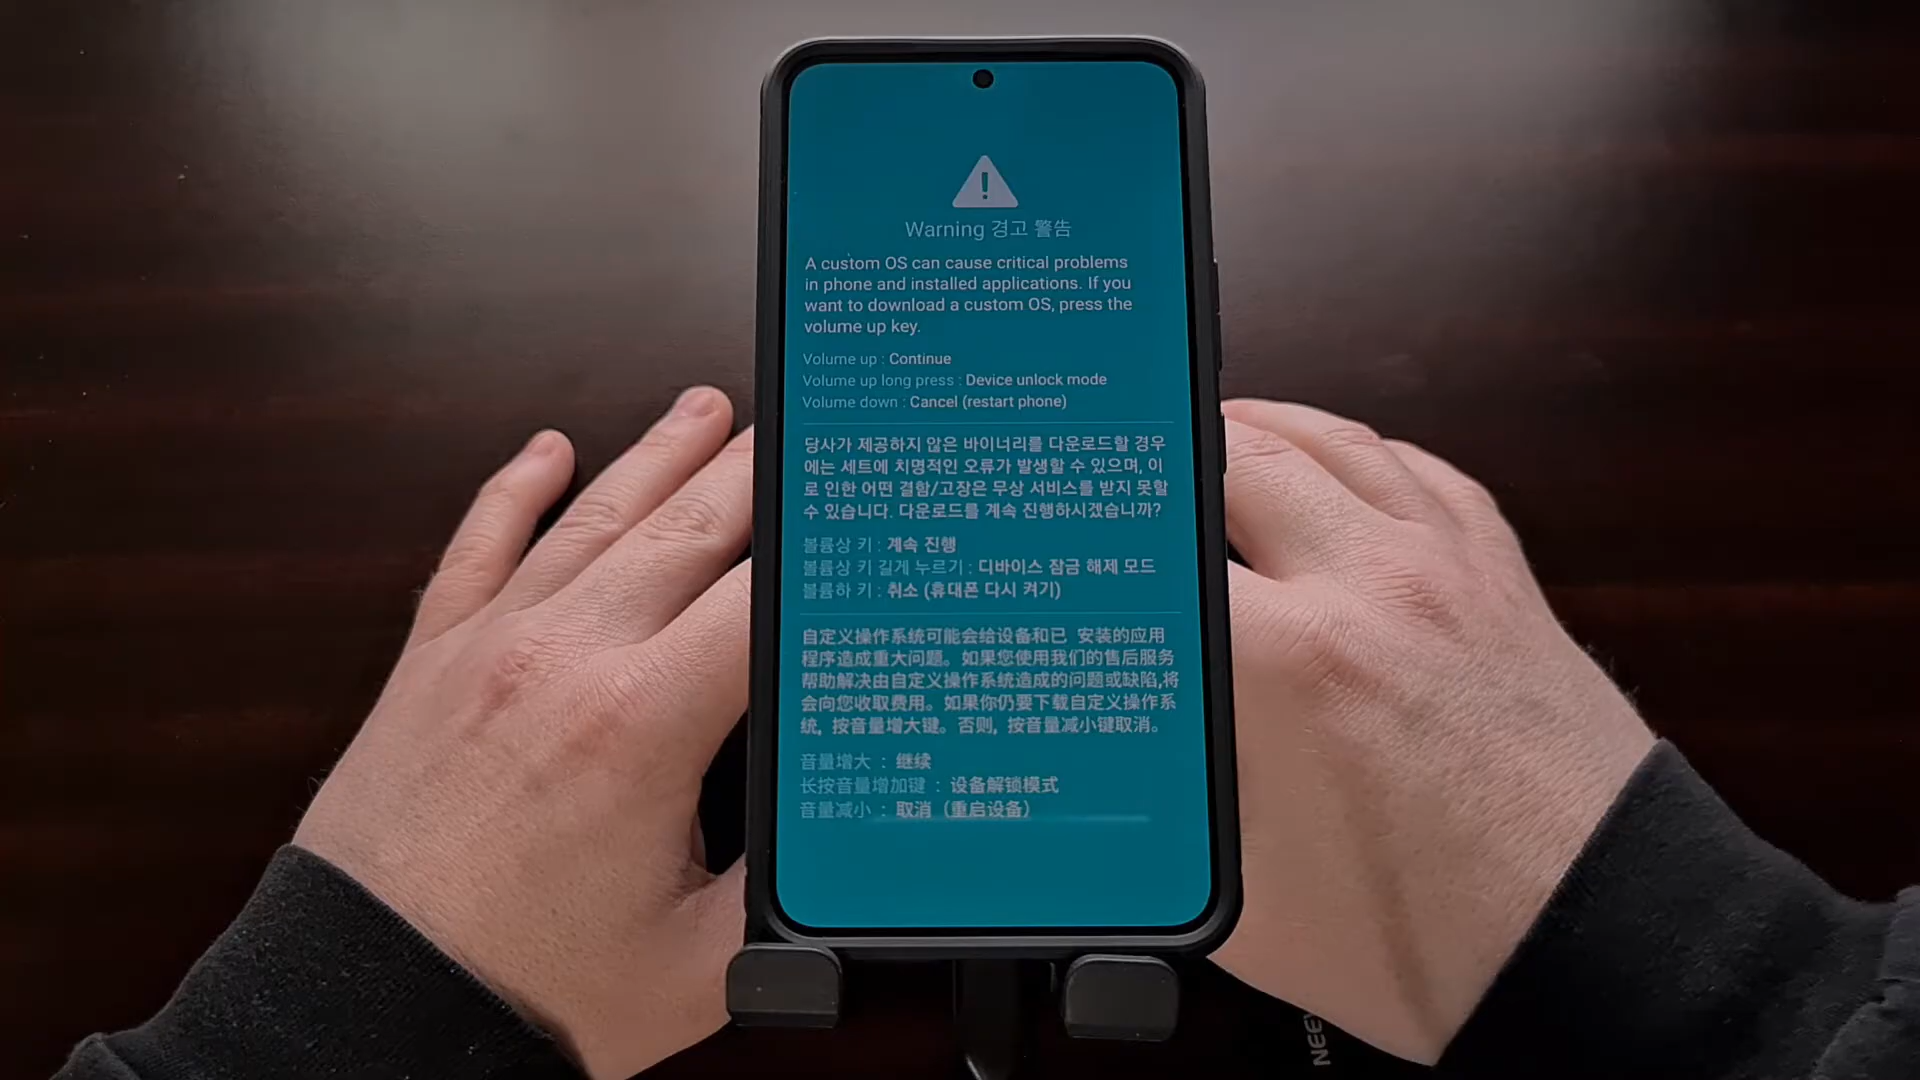 Warning 경고 警告
A custom OS can cause critical problems
in phone and installed applications. If you
want to download a custom OS, press the
volume up key.
Volume up : Continue
Volume up long press : Device unlock mode
Volume down : Cancel (restart phone)
당사가 제공하지 않은 바이너리를 다운로드할 경우
에는 세트에 치명적인 오류가 발생할 수 있으며, 이
로 인한 어떤 결함/고장은 무상 서비스를 받지 못할
수 있습니다. 다운로드를 계속 진행하시겠습니까?
볼륨상 키 : 계속 진행
볼륨상 키 길게 누르기 : 디바이스 잠금 해제 모드
볼륨하 키 : 취소 (휴대폰 다시 켜기)
自定义操作系统可能会给设备和已 安装的应用
程序造成重大问题。如果您使用我们的售后服务
帮助解决由自定义操作系统造成的问题或缺陷,将
会向您收取费用。如果你仍要下载自定义操作系
统, 按音量增大键。否则, 按音量减小键取消。
音量增大 : 继续
长按音量增加键 : 设备解锁模式
音量减小 : 取消（重启设备）